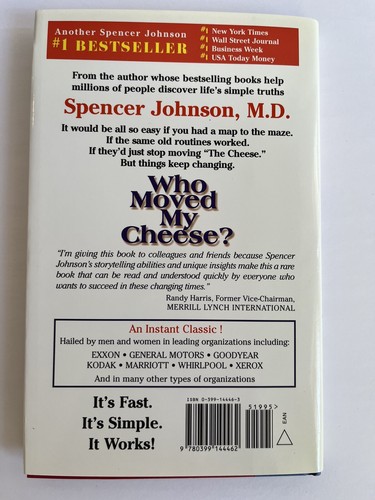 Another Spencer Johnson
#1 BESTSELLER
#1 New York Times
#1 Wall Street Journal
#1 Business Week
#1 USA Today Money
From the author whose bestselling books help
millions of people discover life's simple truths
Spencer Johnson, M.D.
It would be all so easy if you had a map to the maze.
If the same old routines worked.
If they'd just stop moving "The Cheese."
But things keep changing.
Who
Moved
My
Cheese?
"I'm giving this book to colleagues and friends because Spencer
Johnson's storytelling abilities and unique insights make this a rare
book that can be read and understood quickly by everyone who
wants to succeed in these changing times."
Randy Harris, Former Vice-Chairman,
MERRILL LYNCH INTERNATIONAL
An Instant Classic !
Hailed by men and women in leading organizations including:
EXXON • GENERAL MOTORS • GOODYEAR
KODAK • MARRIOTT • WHIRLPOOL • XEROX
And in many other types of organizations
It's Fast.
It's Simple.
It Works!
ISBN 0-399-14446-3
51995>
9 780399 144462
EAN